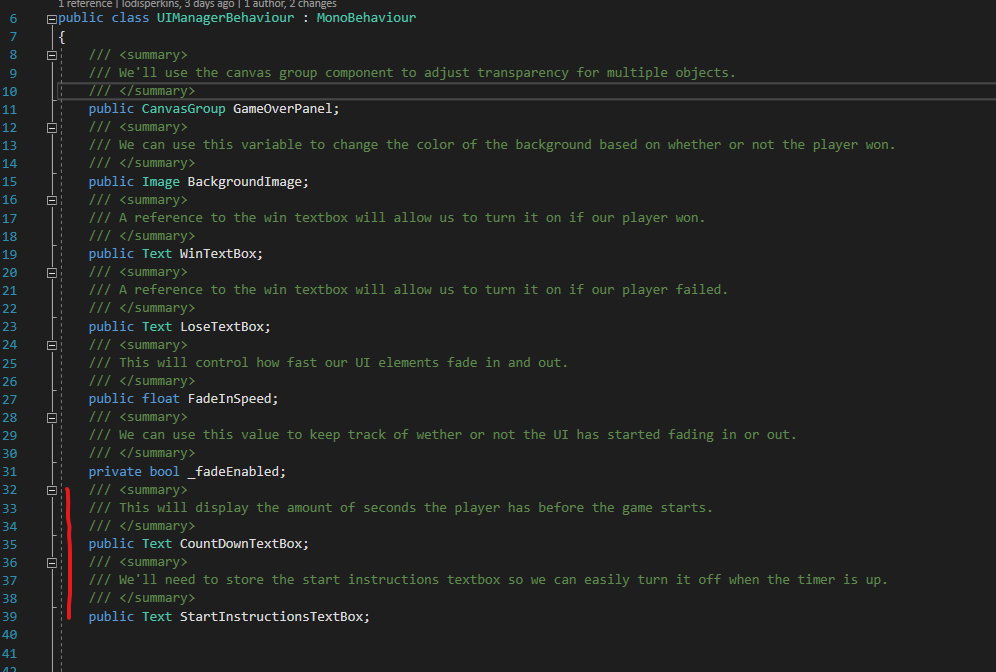 1 reference | lodisperkins, 3 days ago | 1 author, 2 changes
6 public class UIManagerBehaviour : MonoBehaviour
7 {
8 /// <summary>
9 /// We'll use the canvas group component to adjust transparency for multiple objects.
10 /// </summary>
11 public CanvasGroup GameOverPanel;
12 /// <summary>
13 /// We can use this variable to change the color of the background based on whether or not the player won.
14 /// </summary>
15 public Image BackgroundImage;
16 /// <summary>
17 /// A reference to the win textbox will allow us to turn it on if our player won.
18 /// </summary>
19 public Text WinTextBox;
20 /// <summary>
21 /// A reference to the win textbox will allow us to turn it on if our player failed.
22 /// </summary>
23 public Text LoseTextBox;
24 /// <summary>
25 /// This will control how fast our UI elements fade in and out.
26 /// </summary>
27 public float FadeInSpeed;
28 /// <summary>
29 /// We can use this value to keep track of wether or not the UI has started fading in or out.
30 /// </summary>
31 private bool _fadeEnabled;
32 /// <summary>
33 /// This will display the amount of seconds the player has before the game starts.
34 /// </summary>
35 public Text CountDownTextBox;
36 /// <summary>
37 /// We'll need to store the start instructions textbox so we can easily turn it off when the timer is up.
38 /// </summary>
39 public Text StartInstructionsTextBox;
40
41
42